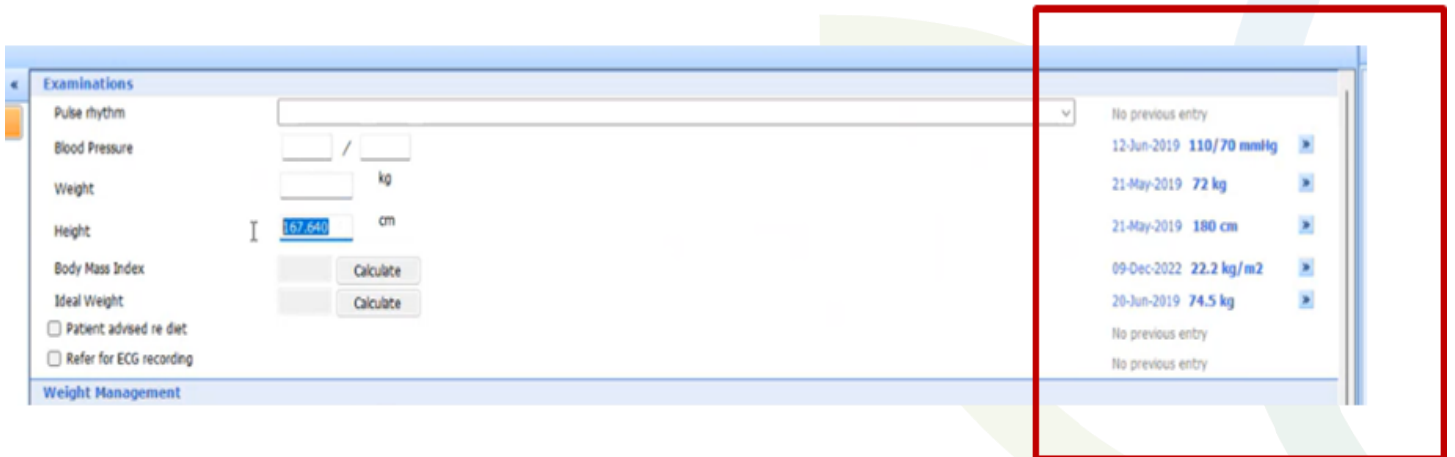 «
Examinations
Pulse rhythm No previous entry
Blood Pressure / 12-Jun-2019 110/70 mmHg »
Weight kg 21-May-2019 72 kg »
Height 167.640 cm 21-May-2019 180 cm »
Body Mass Index Calculate 09-Dec-2022 22.2 kg/m2 »
Ideal Weight Calculate 20-Jun-2019 74.5 kg »
Patient advised re diet No previous entry
Refer for ECG recording No previous entry
Weight Management